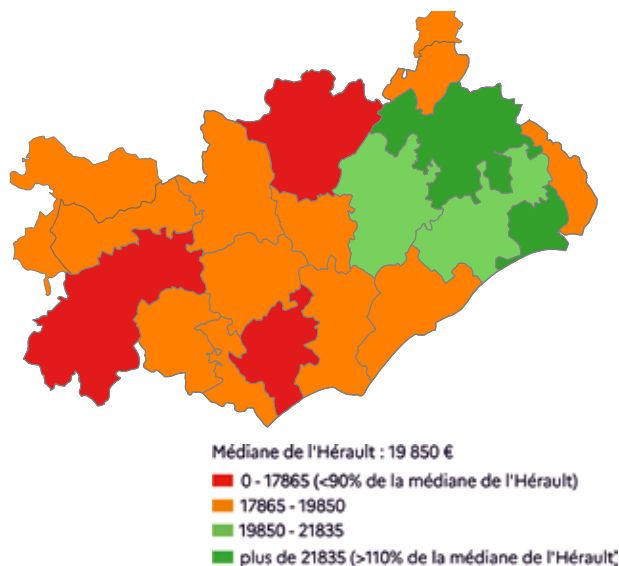 Médiane de l'Hérault : 19 850 €
0 - 17865 (<90% de la médiane de l'Hérault)
17865 - 19850
19850 - 21835
plus de 21835 (>110% de la médiane de l'Hérault)